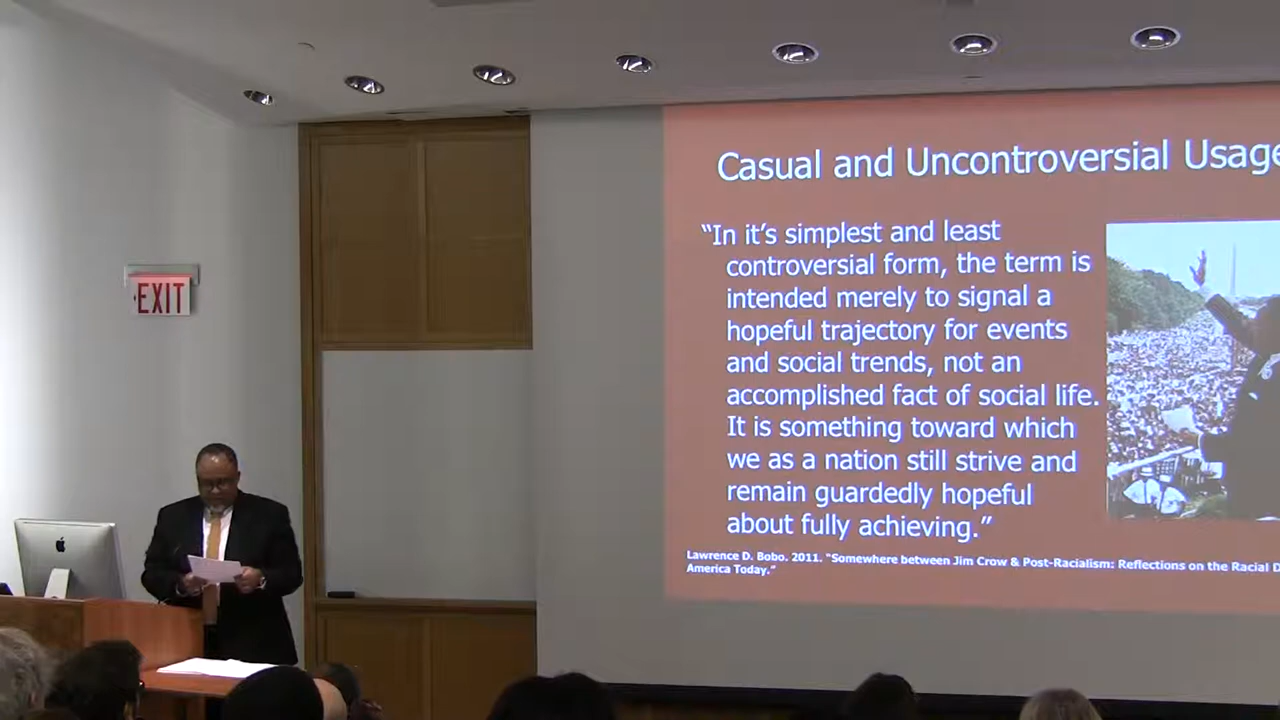 Casual and Uncontroversial Usage
“In it’s simplest and least
controversial form, the term is
intended merely to signal a
hopeful trajectory for events
and social trends, not an
accomplished fact of social life.
It is something toward which
we as a nation still strive and
remain guardedly hopeful
about fully achieving.”
Lawrence D. Bobo. 2011. “Somewhere between Jim Crow & Post-Racialism: Reflections on the Racial D
America Today.”
EXIT